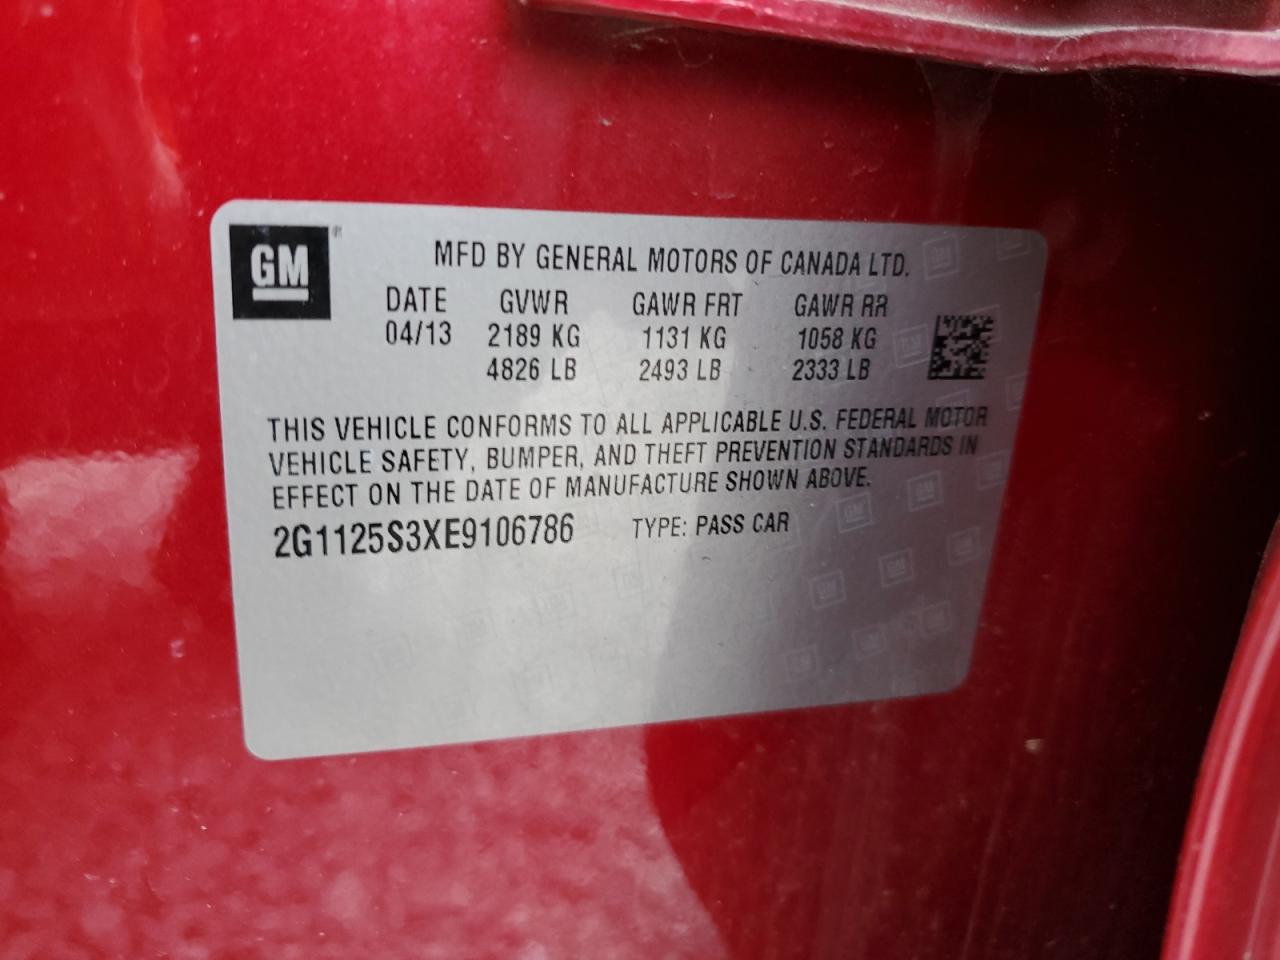 GM
MFD BY GENERAL MOTORS OF CANADA LTD.
DATE GVWR GAWR FRT GAWR RR
04/13 2189 KG 1131 KG 1058 KG
4826 LB 2493 LB 2333 LB
THIS VEHICLE CONFORMS TO ALL APPLICABLE U.S. FEDERAL MOTOR
VEHICLE SAFETY, BUMPER, AND THEFT PREVENTION STANDARDS IN
EFFECT ON THE DATE OF MANUFACTURE SHOWN ABOVE.
2G1125S3XE9106786 TYPE: PASS CAR